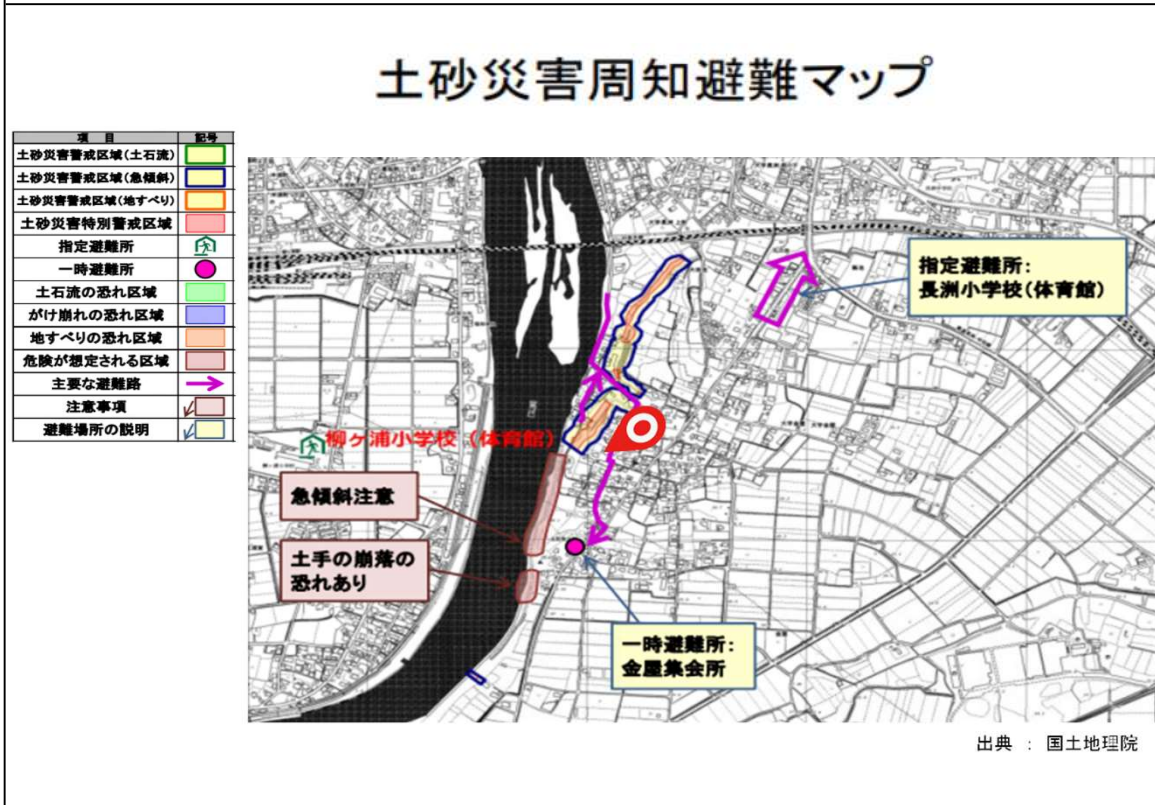 土砂災害周知避難マップ
項 目 記号
土砂災害警戒区域(土石流)
土砂災害警戒区域(急傾斜)
土砂災害警戒区域(地すべり)
土砂災害特別警戒区域
指定避難所
一時避難所
土石流の恐れ区域
がけ崩れの恐れ区域
地すべりの恐れ区域
危険が想定される区域
主要な避難路
注意事項
避難場所の説明
指定避難所：
長洲小学校(体育館)
柳ヶ浦小学校（体育館）
急傾斜注意
土手の崩落の
恐れあり
一時避難所：
金屋集会所
出典 ： 国土地理院